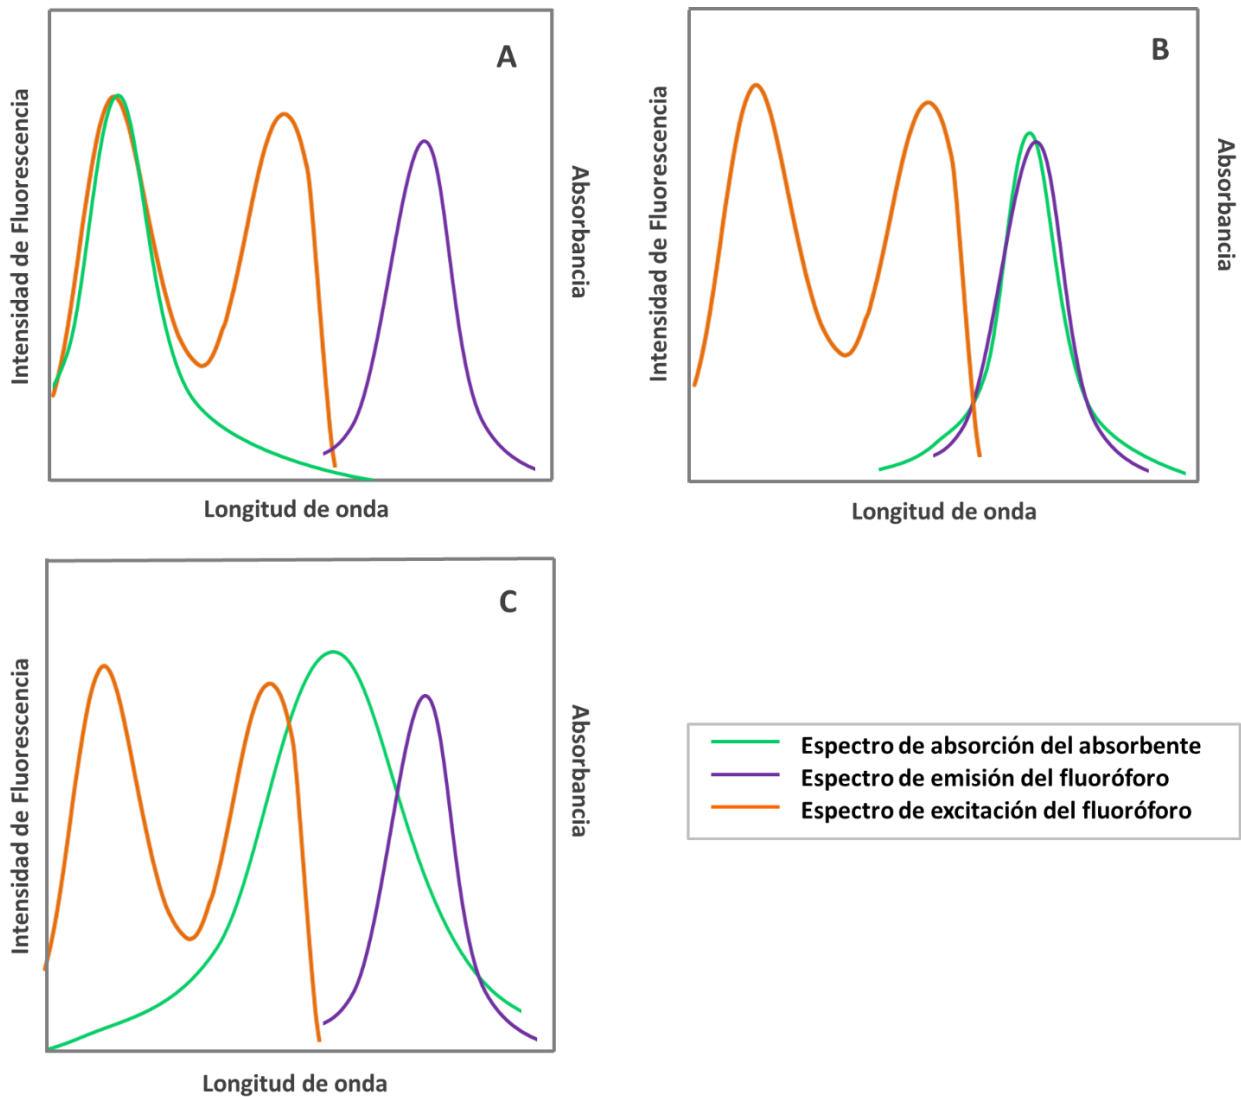 A
Intensidad de Fluorescencia
Absorbancia
Longitud de onda
B
Intensidad de Fluorescencia
Absorbancia
Longitud de onda
C
Intensidad de Fluorescencia
Absorbancia
Longitud de onda
Espectro de absorción del absorbente
Espectro de emisión del fluoróforo
Espectro de excitación del fluoróforo